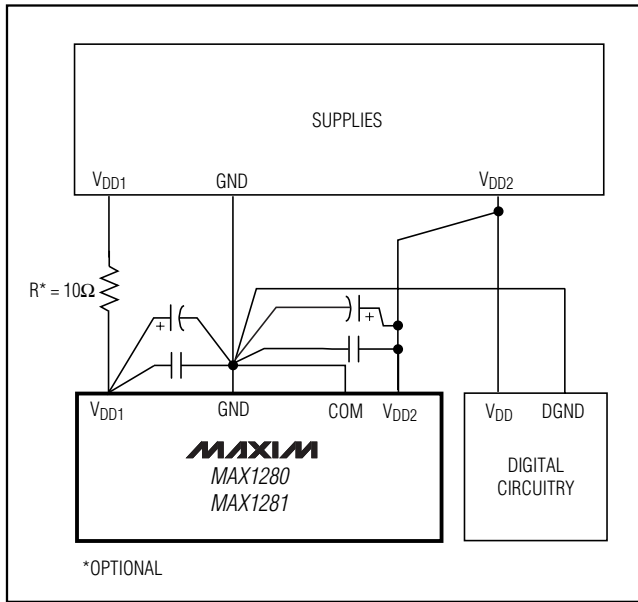 SUPPLIES
VDD1 GND VDD2
R* = 10Ω
+ +
VDD1 GND COM VDD2 VDD DGND
MAXIM
MAX1280
MAX1281
DIGITAL
CIRCUITRY
*OPTIONAL